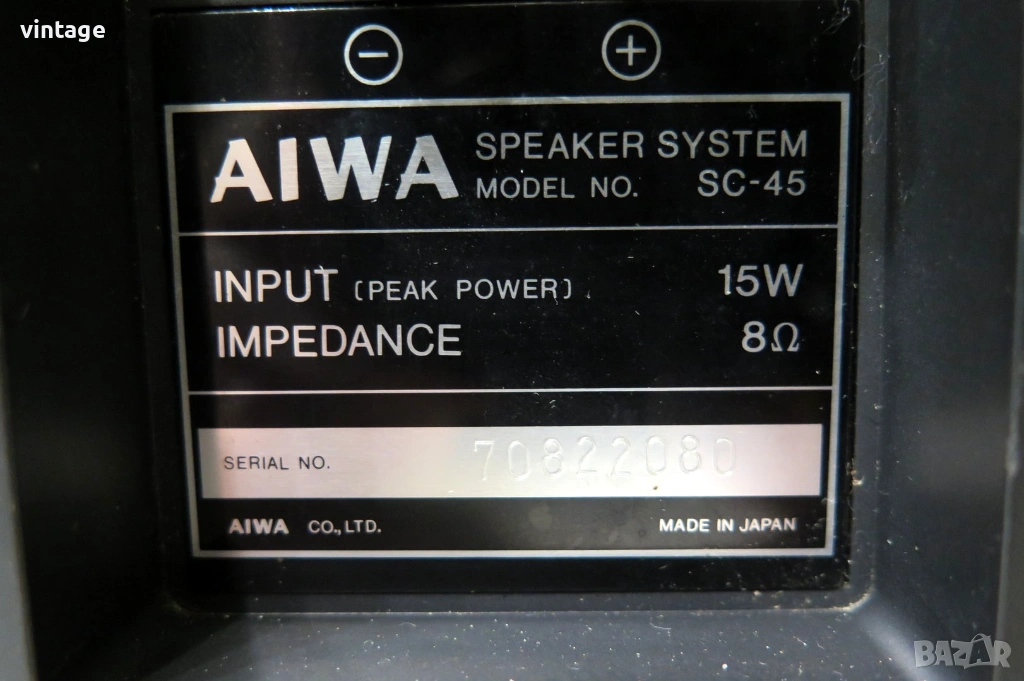 vintage
− +
AIWA SPEAKER SYSTEM
MODEL NO. SC-45
INPUT (PEAK POWER) 15W
IMPEDANCE 8Ω
SERIAL NO. 70822080
AIWA CO., LTD. MADE IN JAPAN
BAZAR